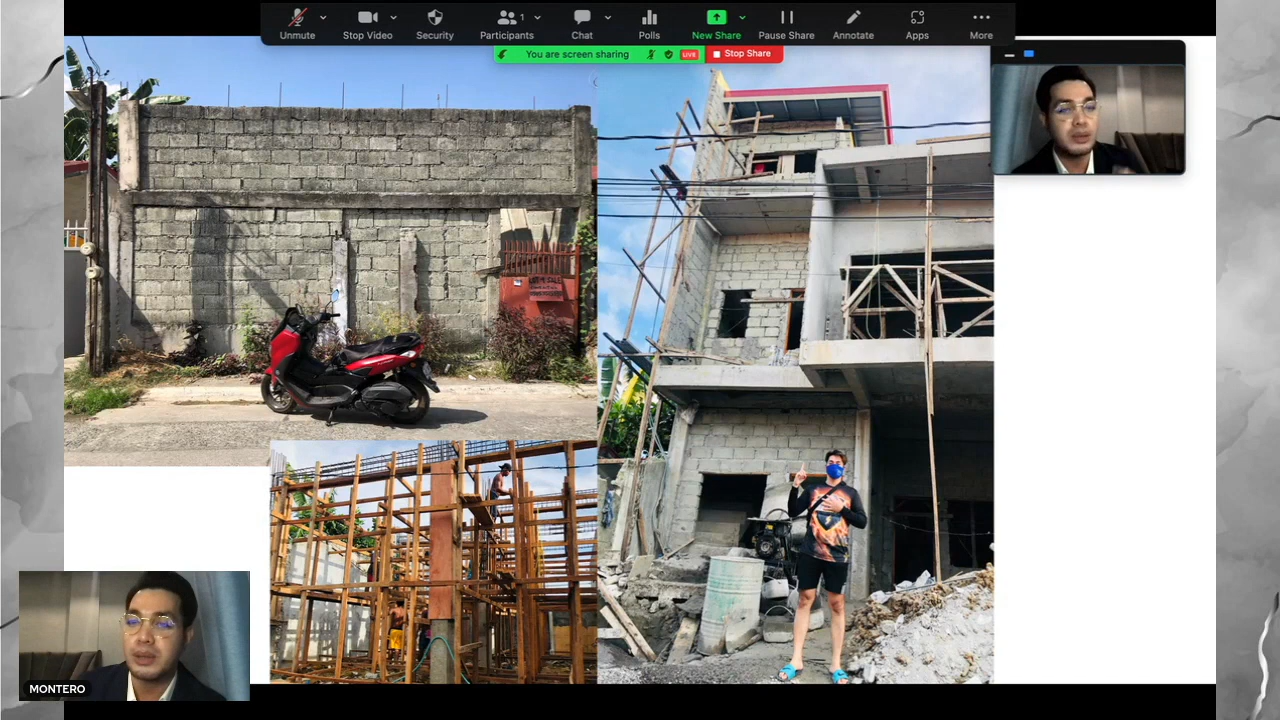 Unmute
Stop Video
Security
Participants
1
Chat
Polls
New Share
Pause Share
Annotate
Apps
More
You are screen sharing
LIVE
Stop Share
MONTERO